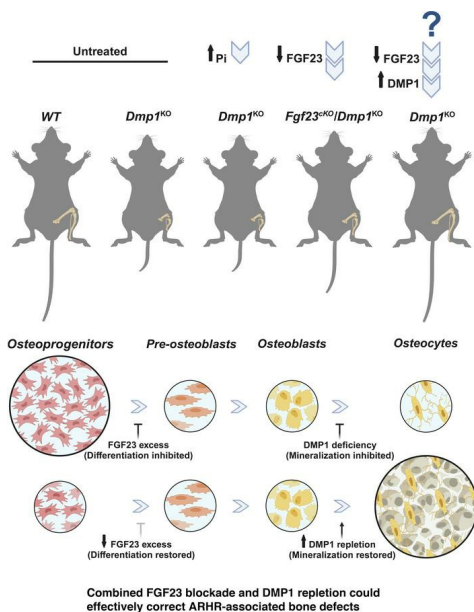 ?
Untreated
↑ Pi
↓ FGF23
↓ FGF23
↑ DMP1
WT
Dmp1KO
Dmp1KO
Fgf23cKO/Dmp1KO
Dmp1KO
Osteoprogenitors
Pre-osteoblasts
Osteoblasts
Osteocytes
FGF23 excess
(Differentiation inhibited)
DMP1 deficiency
(Mineralization inhibited)
↓ FGF23 excess
(Differentiation restored)
↑ DMP1 repletion
(Mineralization restored)
Combined FGF23 blockade and DMP1 repletion could
effectively correct ARHR-associated bone defects